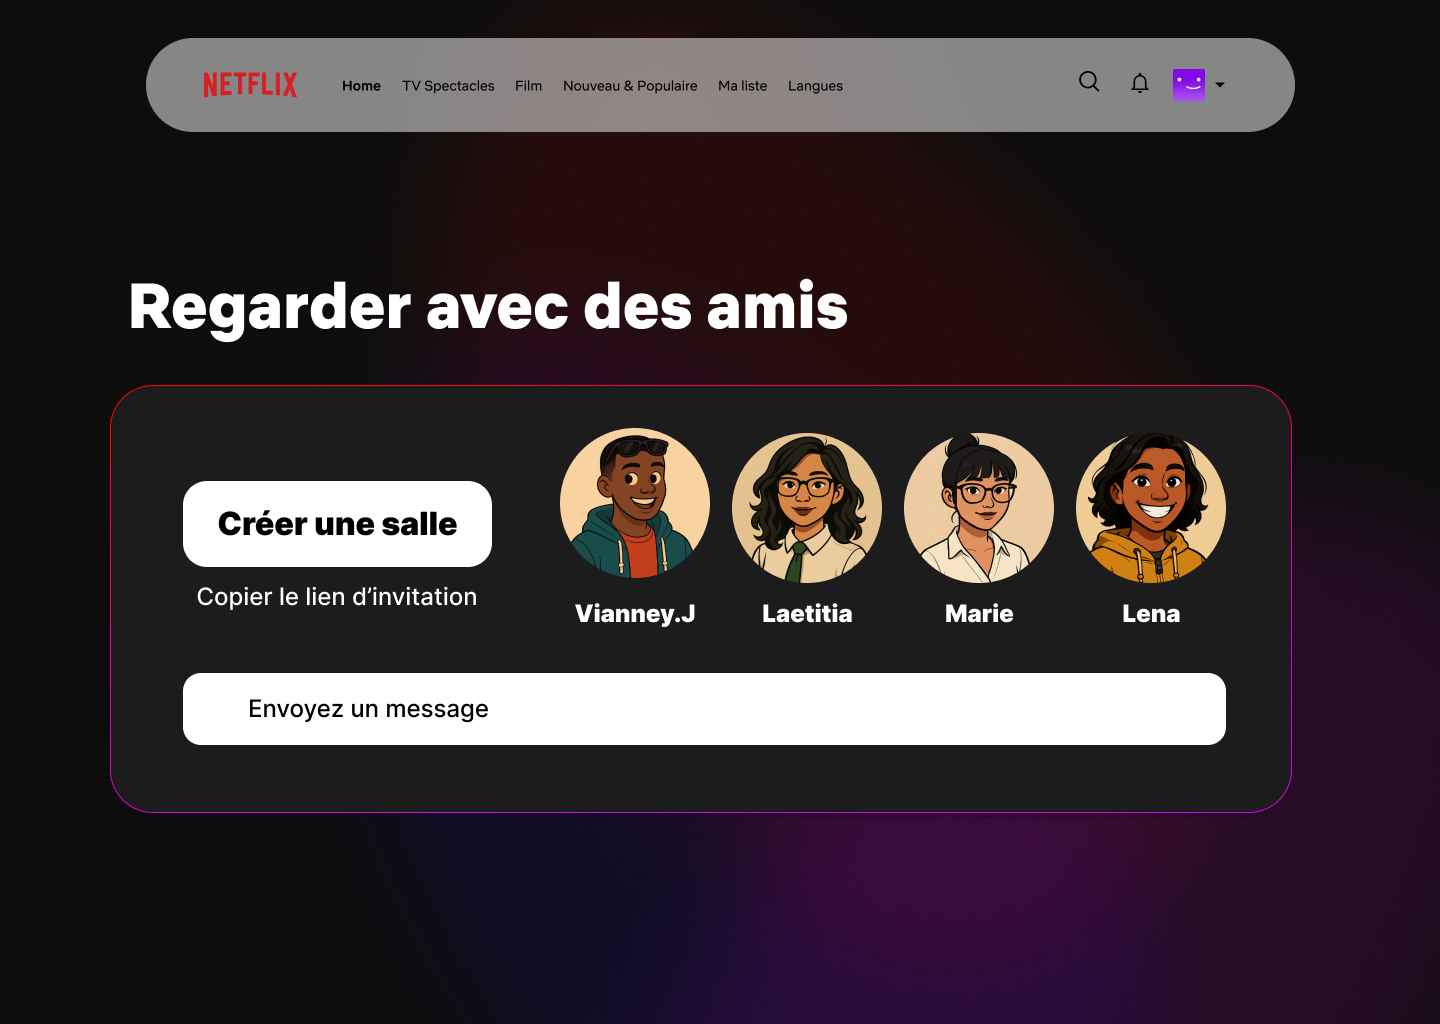 NETFLIX Home TV Spectacles Film Nouveau & Populaire Ma liste Langues
Regarder avec des amis
Créer une salle
Copier le lien d’invitation
Vianney.J Laetitia Marie Lena
Envoyez un message